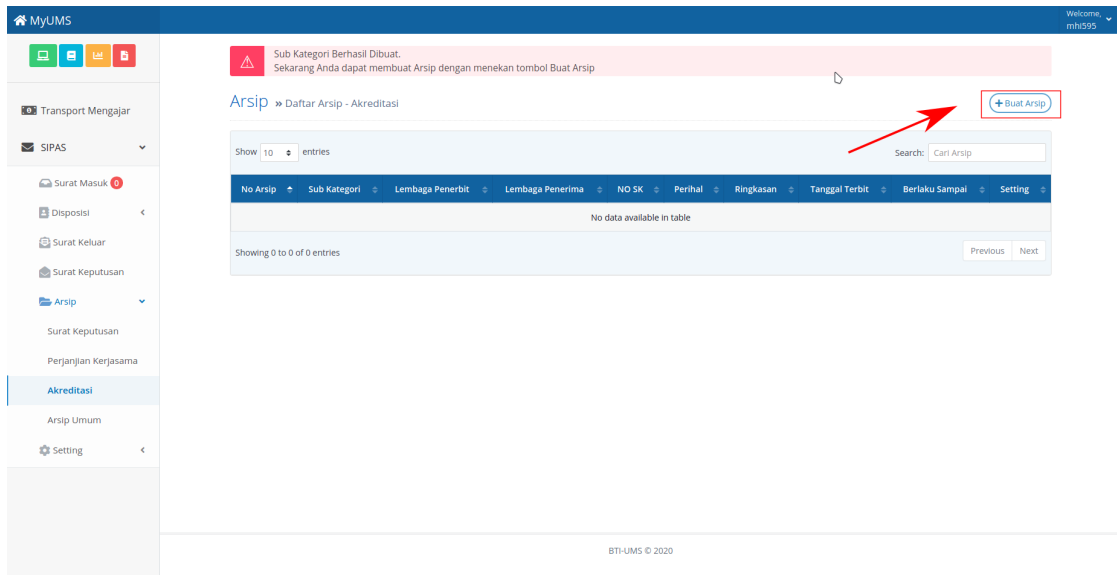 MyUMS
Welcome,
mhi595
Sub Kategori Berhasil Dibuat.
Sekarang Anda dapat membuat Arsip dengan menekan tombol Buat Arsip
Transport Mengajar
SIPAS
Surat Masuk 0
Disposisi
Surat Keluar
Surat Keputusan
Arsip
Surat Keputusan
Perjanjian Kerjasama
Akreditasi
Arsip Umum
Setting
Arsip » Daftar Arsip - Akreditasi
+ Buat Arsip
Show 10 entries
Search: Cari Arsip
No Arsip Sub Kategori Lembaga Penerbit Lembaga Penerima NO SK Perihal Ringkasan Tanggal Terbit Berlaku Sampai Setting
No data available in table
Showing 0 to 0 of 0 entries
Previous Next
BTI-UMS © 2020